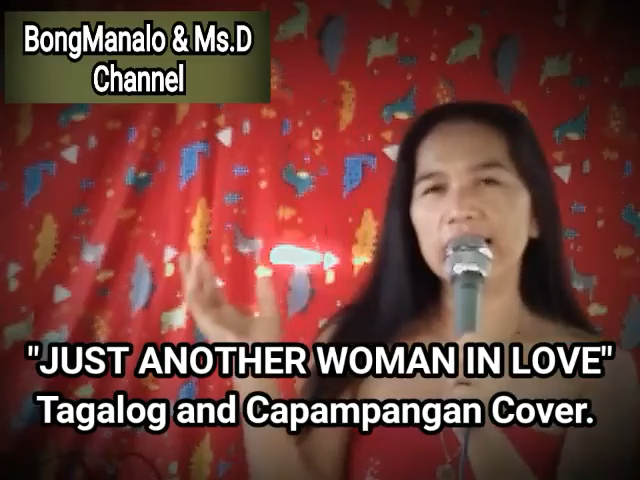 BongManalo & Ms.D
Channel
"JUST ANOTHER WOMAN IN LOVE"
Tagalog and Capampangan Cover.